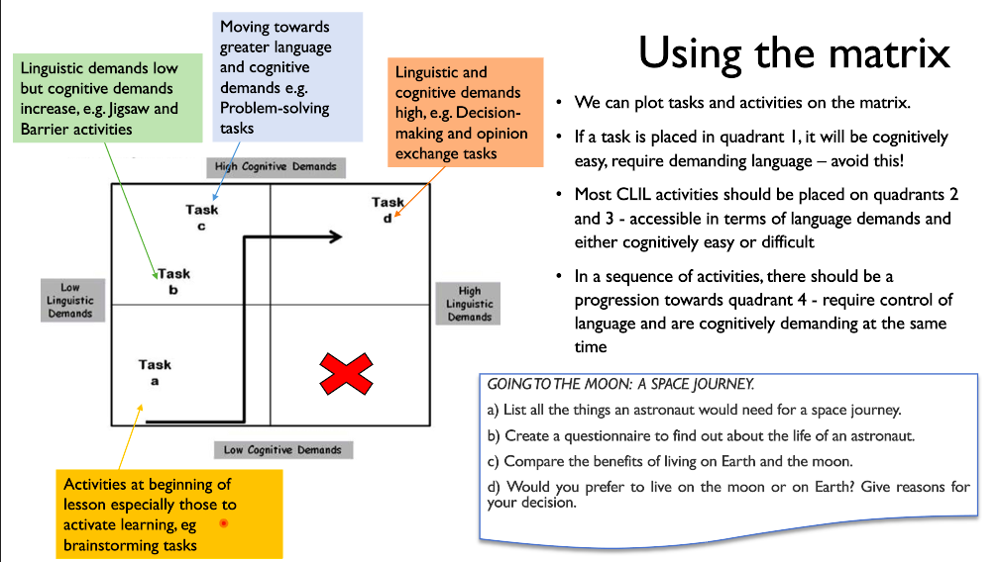 Using the matrix
Linguistic demands low
but cognitive demands
increase, e.g. Jigsaw and
Barrier activities
Moving towards
greater language
and cognitive
demands e.g.
Problem-solving
tasks
Linguistic and
cognitive demands
high, e.g. Decision-
making and opinion
exchange tasks
High Cognitive Demands
Task
c
Task
d
Task
b
Low
Linguistic
Demands
High
Linguistic
Demands
Task
a
Low Cognitive Demands
Activities at beginning of
lesson especially those to
activate learning, eg
brainstorming tasks
• We can plot tasks and activities on the matrix.
• If a task is placed in quadrant 1, it will be cognitively
easy, require demanding language – avoid this!
• Most CLIL activities should be placed on quadrants 2
and 3 - accessible in terms of language demands and
either cognitively easy or difficult
• In a sequence of activities, there should be a
progression towards quadrant 4 - require control of
language and are cognitively demanding at the same
time
GOING TO THE MOON: A SPACE JOURNEY.
a) List all the things an astronaut would need for a space journey.
b) Create a questionnaire to find out about the life of an astronaut.
c) Compare the benefits of living on Earth and the moon.
d) Would you prefer to live on the moon or on Earth? Give reasons for
your decision.